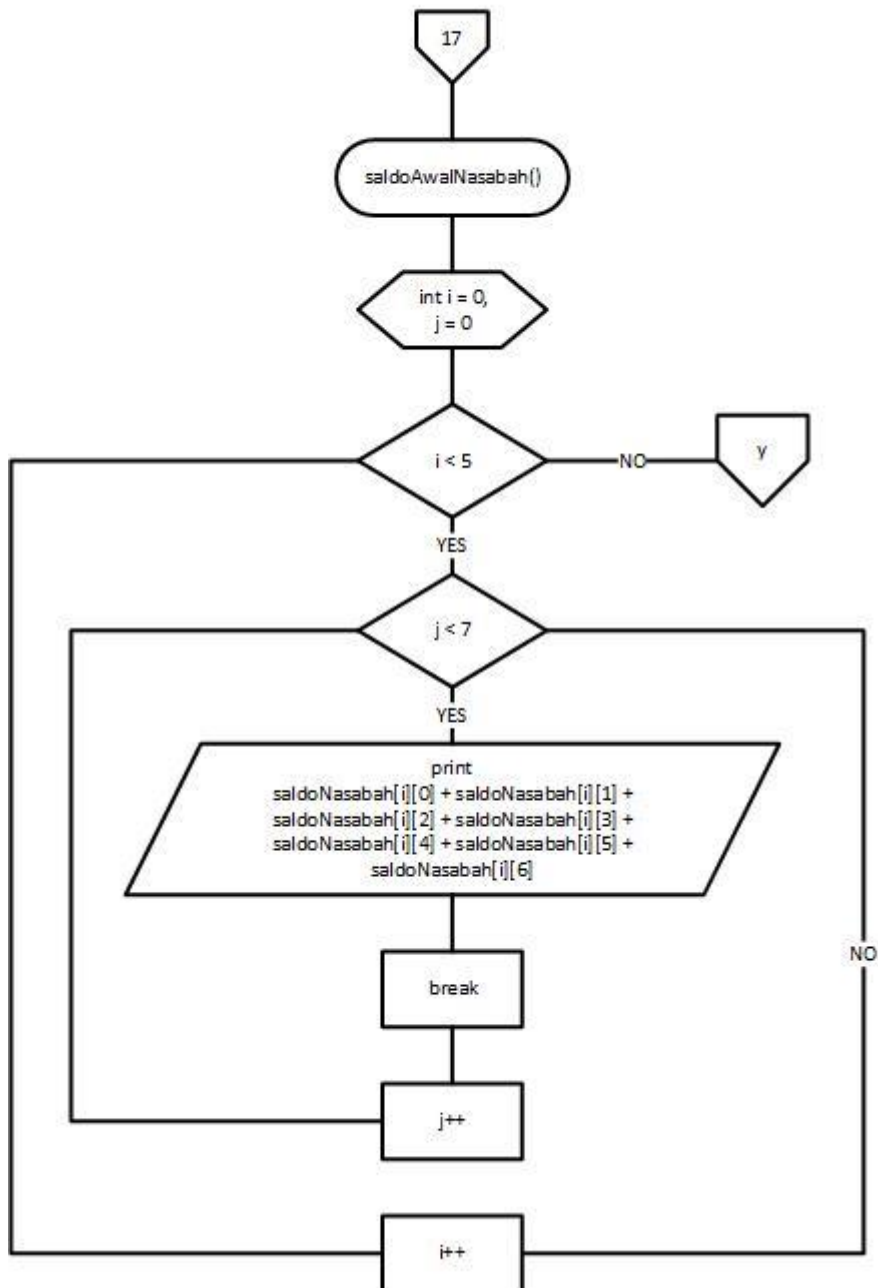 17
saldoAwalNasabah()
int i = 0,
j = 0
i < 5
NO
y
YES
j < 7
YES
print
saldoNasabah[i][0] + saldoNasabah[i][1] +
saldoNasabah[i][2] + saldoNasabah[i][3] +
saldoNasabah[i][4] + saldoNasabah[i][5] +
saldoNasabah[i][6]
break
NO
j++
i++